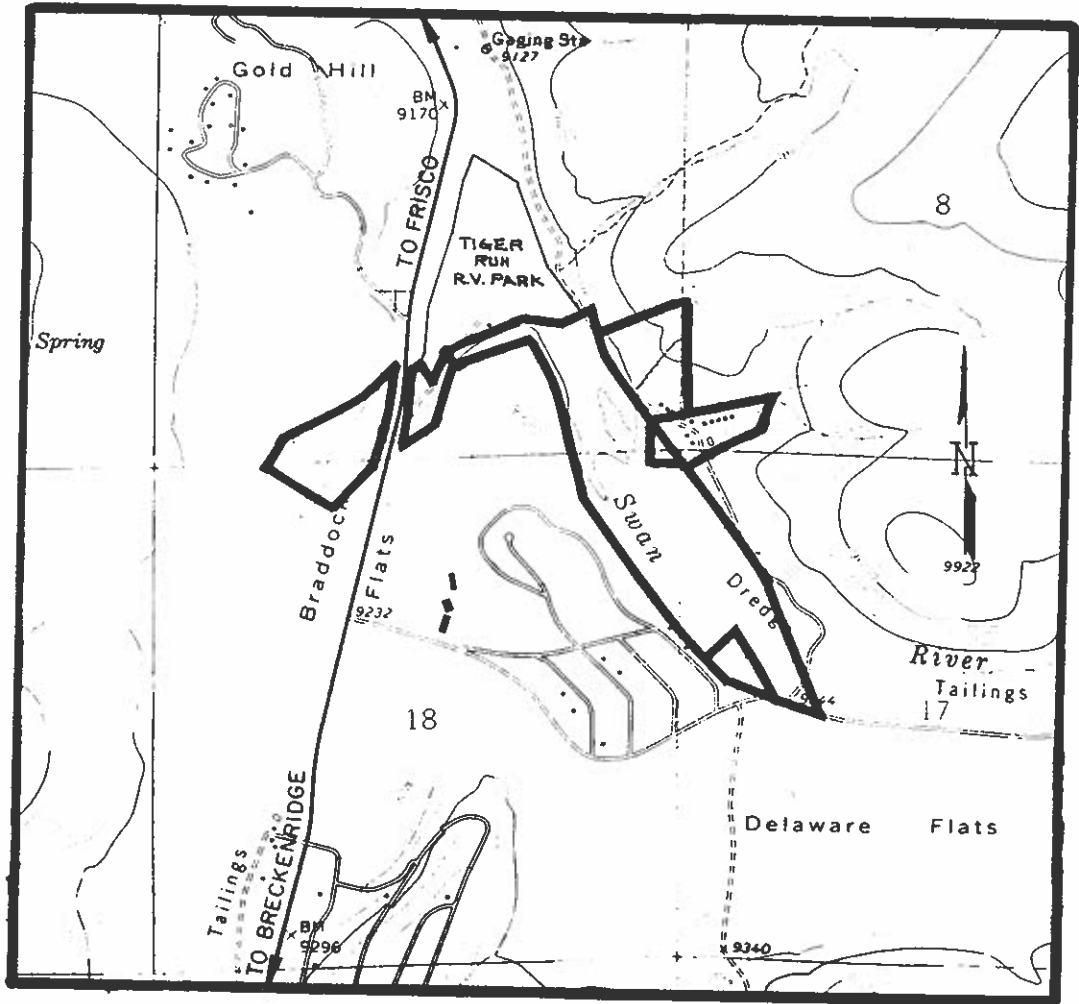 Gaging Sta
9127
Gold Hill
BM
9170
TO FRISCO
8
TIGER
RUN
R.V. PARK
Spring
N
Swan
9922
Braddock
Flats
Dredg
9232
River
Tailings
17
18
Delaware Flats
TO BRECKENRIDGE
Tailings
BM
9296
9340